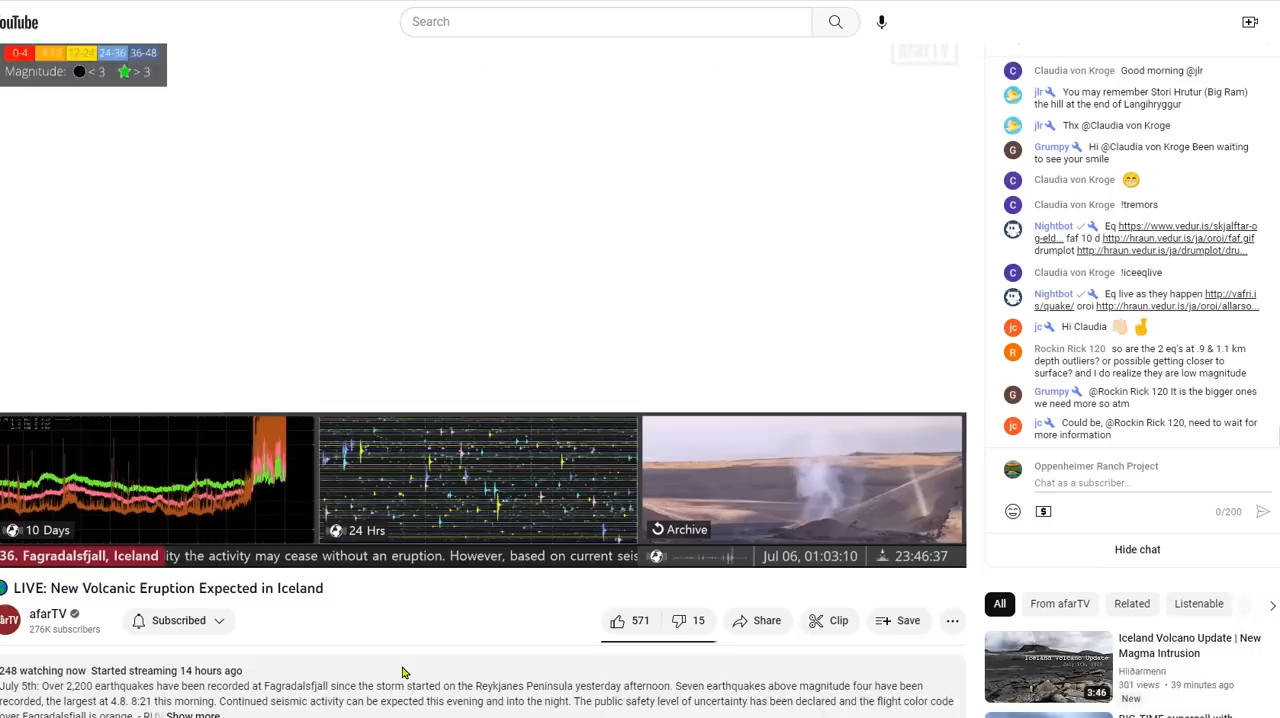 YouTube
Search
0-4 12-24 24-36 36-48
Magnitude: < 3 > 3
afarTV
Claudia von Kroge Good morning @jlr
jlr You may remember Stori Hrutur (Big Ram)
the hill at the end of Langihryggur
jlr Thx @Claudia von Kroge
Grumpy Hi @Claudia von Kroge Been waiting
to see your smile
Claudia von Kroge
Claudia von Kroge !tremors
Nightbot Eq https://www.vedur.is/skjalftar-o
g-eld... faf 10 d http://hraun.vedur.is/ja/oroi/faf.gif
drumplot http://hraun.vedur.is/ja/drumplot/dru...
Claudia von Kroge !iceeqlive
Nightbot Eq live as they happen http://vafri.i
s/quake/ oroi http://hraun.vedur.is/ja/oroi/allarso...
jc Hi Claudia
Rockin Rick 120 so are the 2 eq's at .9 & 1.1 km
depth outliers? or possible getting closer to
surface? and I do realize they are low magnitude
Grumpy @Rockin Rick 120 It is the bigger ones
we need more so atm
jc Could be, @Rockin Rick 120, need to wait for
more information
Oppenheimer Ranch Project
Chat as a subscriber...
0/200
Hide chat
10 Days
24 Hrs
Archive
36. Fagradalsfjall, Iceland ity the activity may cease without an eruption. However, based on current seis
Jul 06, 01:03:10 23:46:37
LIVE: New Volcanic Eruption Expected in Iceland
afarTV
276K subscribers
Subscribed
571 15 Share Clip Save
248 watching now Started streaming 14 hours ago
July 5th: Over 2,200 earthquakes have been recorded at Fagradalsfjall since the storm started on the Reykjanes Peninsula yesterday afternoon. Seven earthquakes above magnitude four have been
recorded, the largest at 4.8. 8:21 this morning. Continued seismic activity can be expected this evening and into the night. The public safety level of uncertainty has been declared and the flight color code
over Fagradalsfjall is orange. - RUV Show more
All From afarTV Related Listenable
Iceland Volcano Update | New
Magma Intrusion
Hlíðarmenn
301 views • 39 minutes ago
New
Iceland Volcano Update
3:46
BIG-TIME supercell with